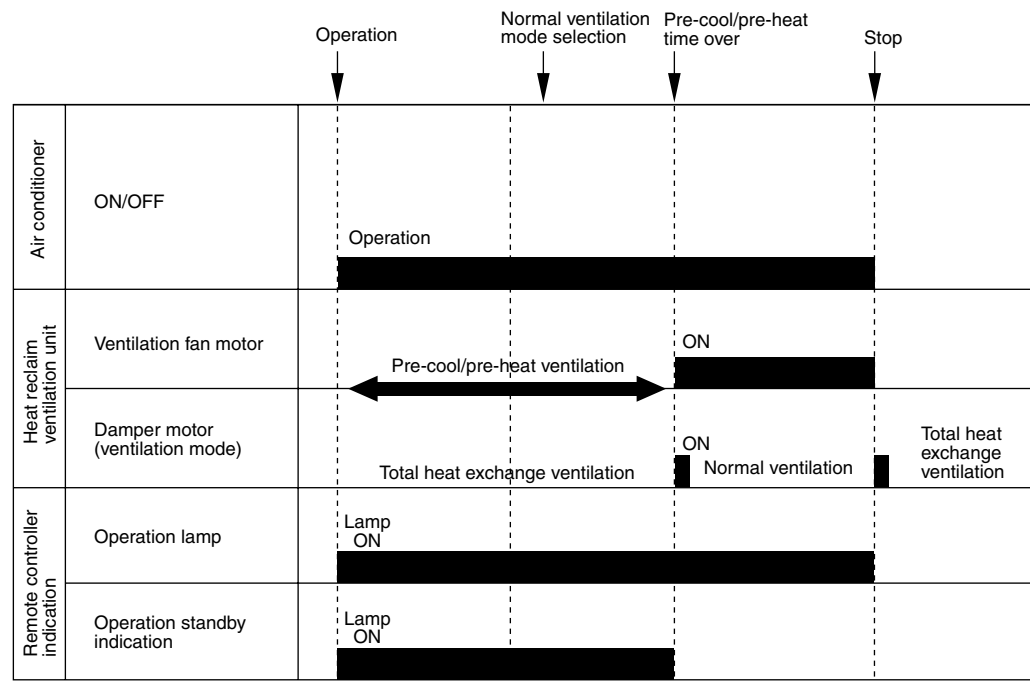 Operation
Normal ventilation
mode selection
Pre-cool/pre-heat
time over
Stop
Air conditioner
ON/OFF
Operation
Heat reclaim
ventilation unit
Ventilation fan motor
ON
Pre-cool/pre-heat ventilation
Damper motor
(ventilation mode)
Total heat exchange ventilation
ON
Normal ventilation
Total heat
exchange
ventilation
Remote controller
indication
Operation lamp
Lamp
ON
Operation standby
indication
Lamp
ON